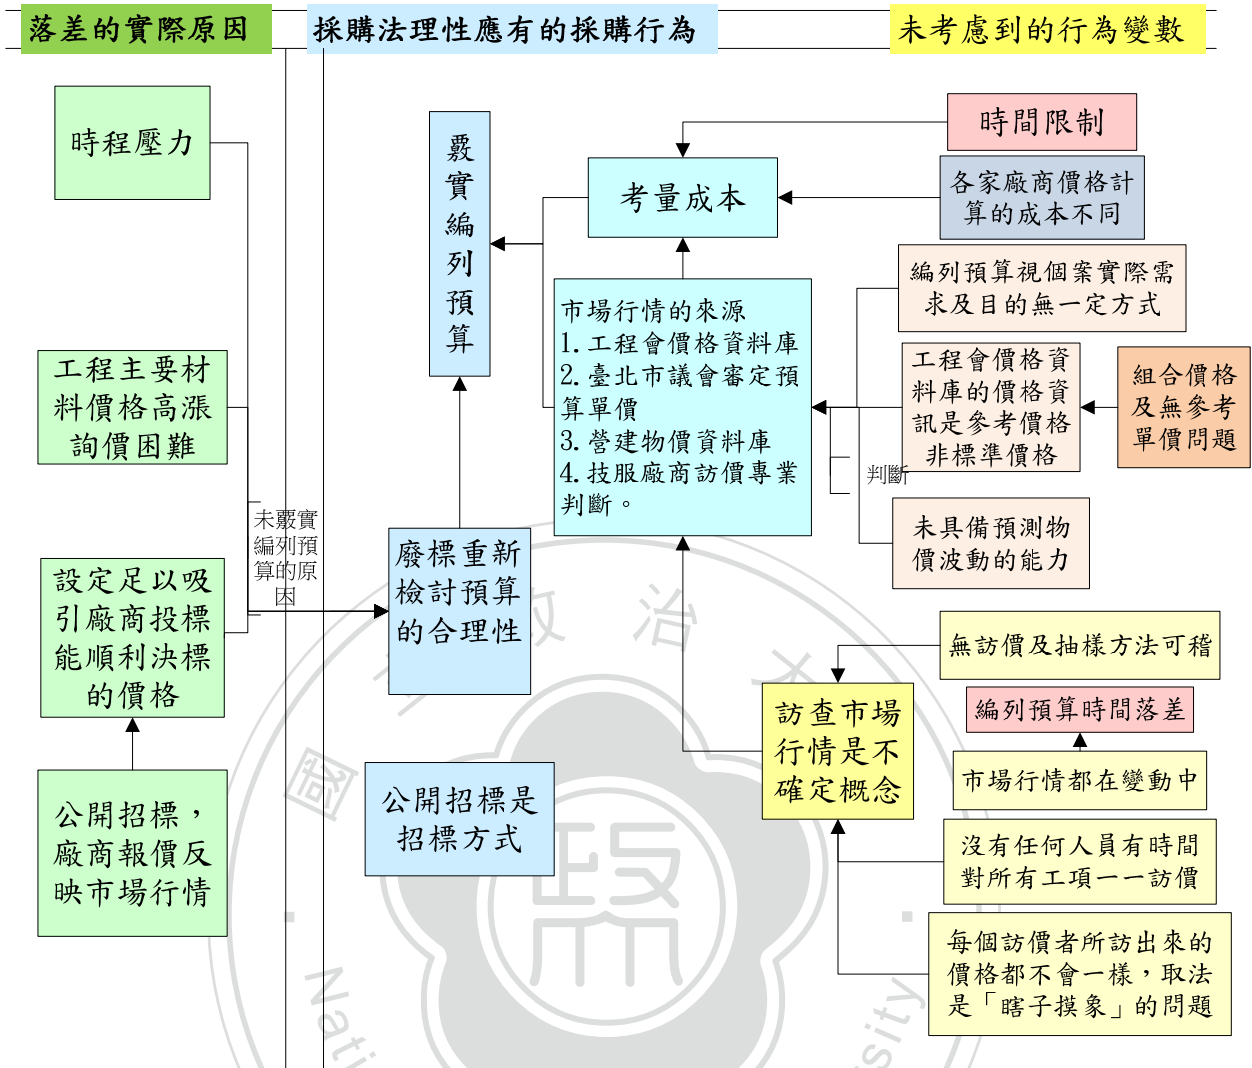 落差的實際原因
採購法理性應有的採購行為
未考慮到的行為變數
時程壓力
工程主要材
料價格高漲
詢價困難
設定足以吸
引廠商投標
能順利決標
的價格
公開招標，
廠商報價反
映市場行情
未覈實
編列預
算的原
因
覈實編列預算
廢標重新
檢討預算
的合理性
公開招標是
招標方式
考量成本
市場行情的來源
1.工程會價格資料庫
2.臺北市議會審定預
算單價
3.營建物價資料庫
4.技服廠商訪價專業
判斷。
訪查市場
行情是不
確定概念
時間限制
各家廠商價格計
算的成本不同
編列預算視個案實際需
求及目的無一定方式
工程會價格資
料庫的價格資
訊是參考價格
非標準價格
組合價格
及無參考
單價問題
判斷
未具備預測物
價波動的能力
無訪價及抽樣方法可稽
編列預算時間落差
市場行情都在變動中
沒有任何人員有時間
對所有工項一一訪價
每個訪價者所訪出來的
價格都不會一樣，取法
是「瞎子摸象」的問題
國
政治大
政
Nati
sity